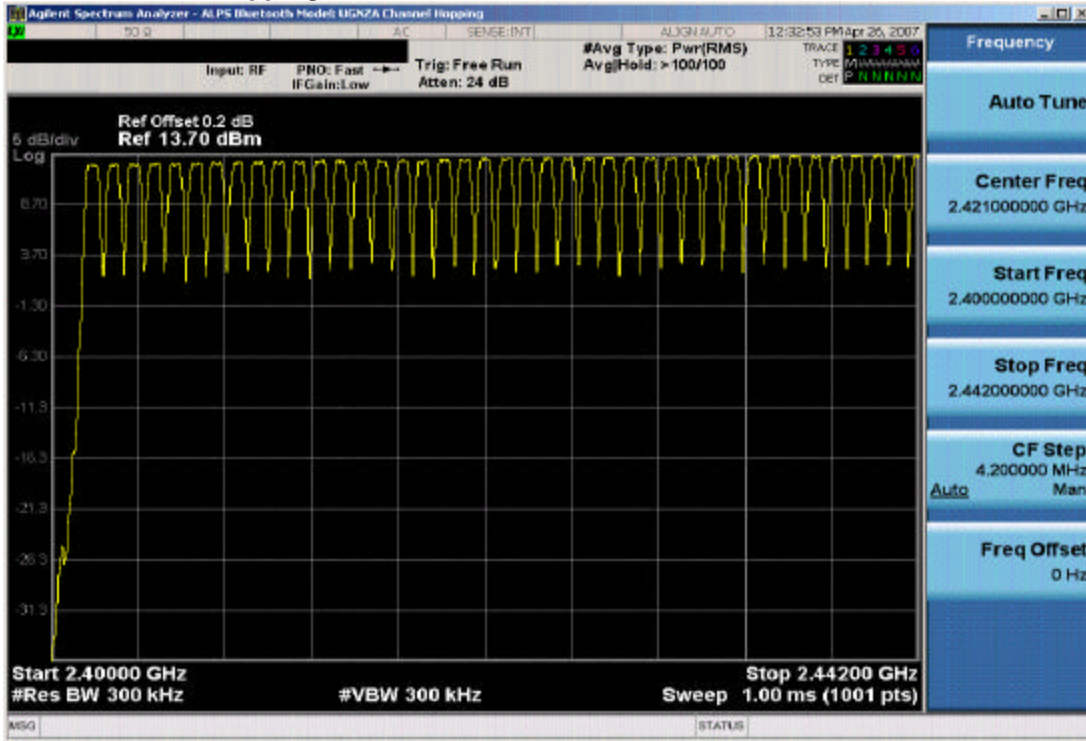 Agilent Spectrum Analyzer - ALPS Bluetooth Model: UGNZA Channel Hopping
50 Ω AC SENSE:INT ALIGN AUTO 12:32:53 PM Apr 26, 2007
Input: RF PNO: Fast Trig: Free Run #Avg Type: Pwr(RMS) TRACE 1 2 3 4 5 6
IFGain:Low Atten: 24 dB Avg|Hold: > 100/100 TYPE
DET P N N N N N
Ref Offset 0.2 dB
5 dB/div Ref 13.70 dBm
Log
8.70
3.70
-1.30
-6.30
-11.3
-16.3
-21.3
-26.3
-31.3
Start 2.40000 GHz Stop 2.44200 GHz
#Res BW 300 kHz #VBW 300 kHz Sweep 1.00 ms (1001 pts)
MSG STATUS
Frequency
Auto Tune
Center Freq
2.421000000 GHz
Start Freq
2.400000000 GHz
Stop Freq
2.442000000 GHz
CF Step
4.200000 MHz
Auto Man
Freq Offset
0 Hz